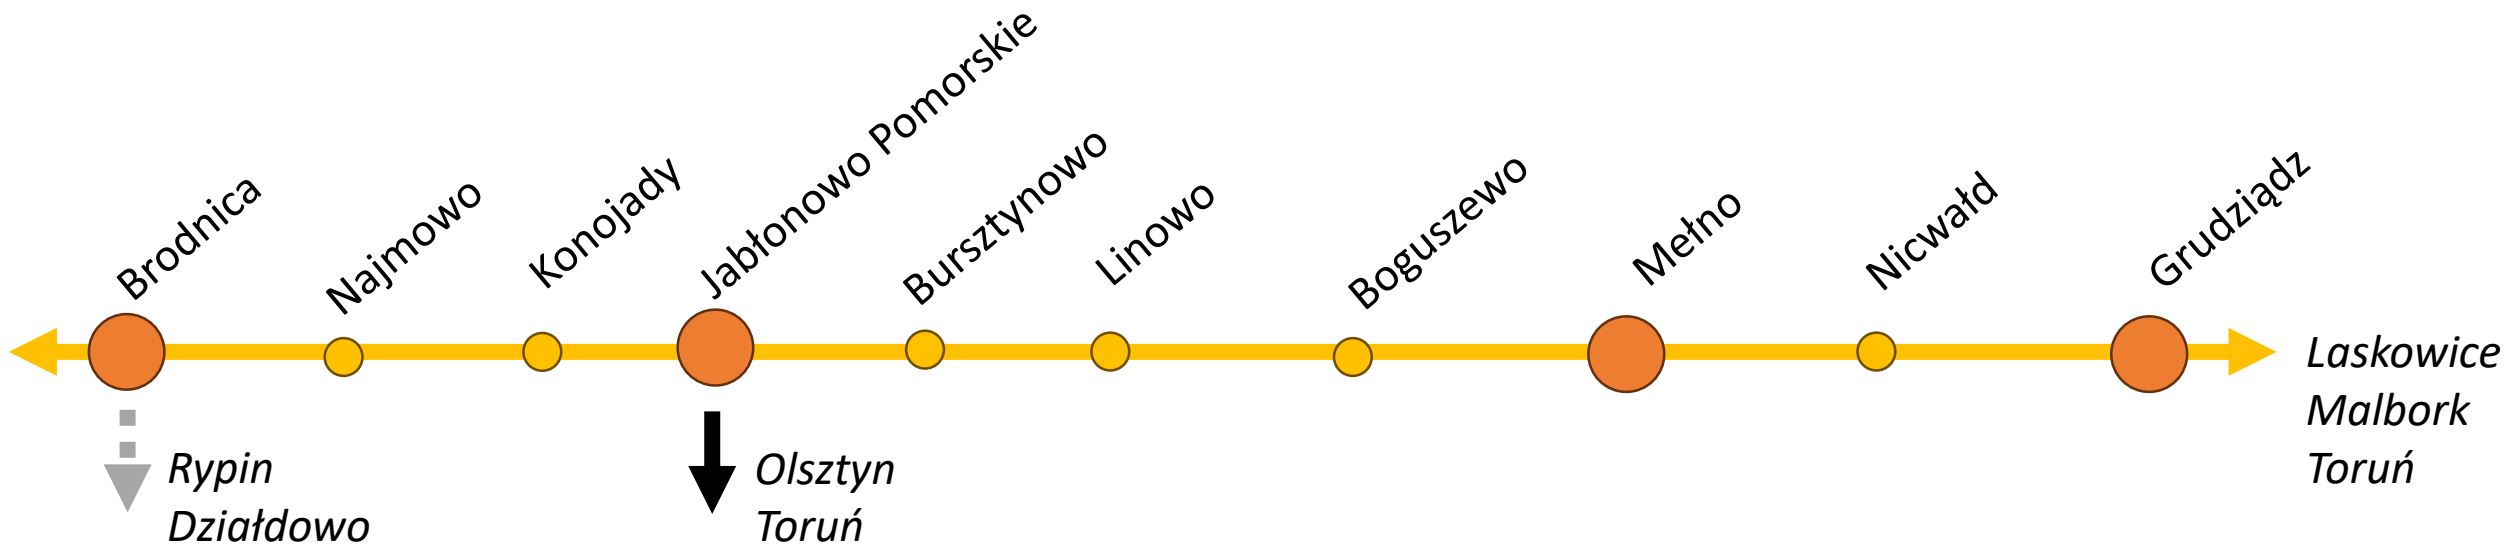 Brodnica
Najmowo
Konojady
Jabłonowo Pomorskie
Bursztynowo
Linowo
Boguszewo
Mełno
Nicwałd
Grudziądz
Rypin
Działdowo
Olsztyn
Toruń
Laskowice
Malbork
Toruń